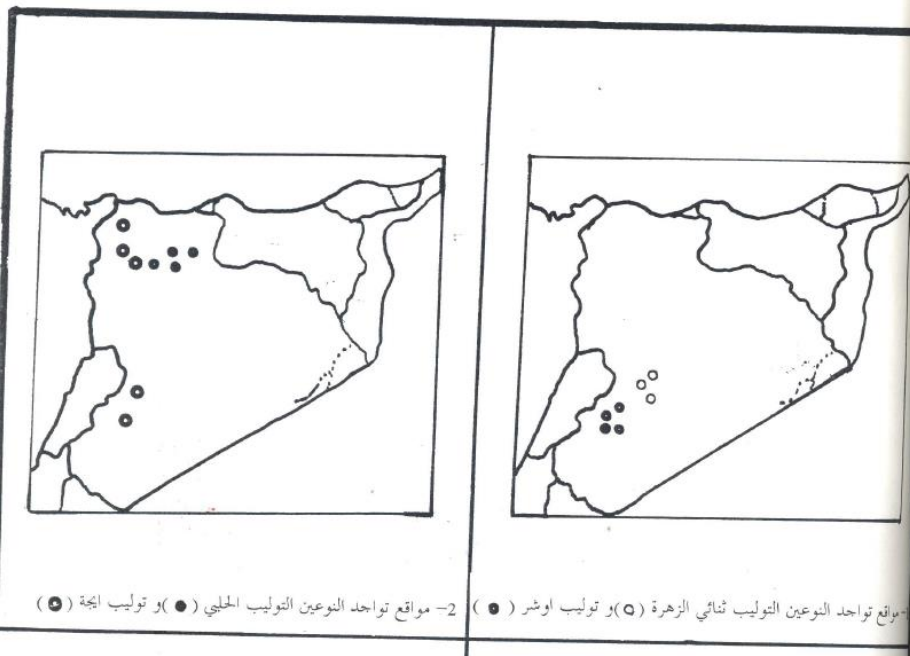 مواقع تواجد النوعين التوليب ثنائي الزهرة ( ) و توليب اوشر ( )
2- مواقع تواجد النوعين التوليب الحلبي ( ) و توليب ايجة ( )